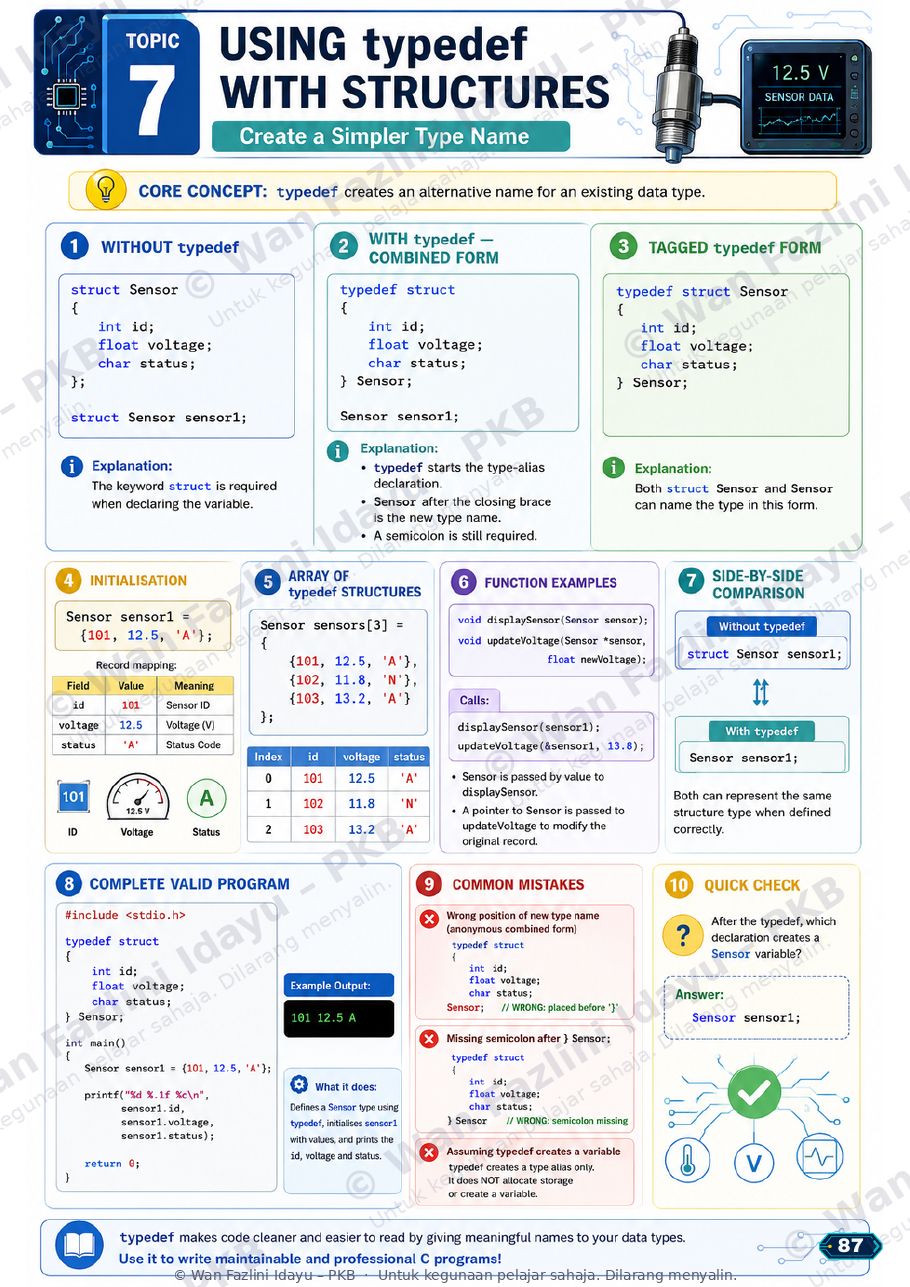 TOPIC
7
USING typedef
WITH STRUCTURES
Create a Simpler Type Name
12.5 V
SENSOR DATA
CORE CONCEPT: typedef creates an alternative name for an existing data type.
1 WITHOUT typedef
struct Sensor
{
int id;
float voltage;
char status;
};
struct Sensor sensor1;
i Explanation:
The keyword struct is required
when declaring the variable.
2 WITH typedef —
COMBINED FORM
typedef struct
{
int id;
float voltage;
char status;
} Sensor;
Sensor sensor1;
i Explanation:
• typedef starts the type-alias
declaration.
• Sensor after the closing brace
is the new type name.
• A semicolon is still required.
3 TAGGED typedef FORM
typedef struct Sensor
{
int id;
float voltage;
char status;
} Sensor;
i Explanation:
Both struct Sensor and Sensor
can name the type in this form.
4 INITIALISATION
Sensor sensor1 =
{101, 12.5, 'A'};
Record mapping:
Field Value Meaning
id 101 Sensor ID
voltage 12.5 Voltage (V)
status 'A' Status Code
101
12.5 V
A
ID Voltage Status
5 ARRAY OF
typedef STRUCTURES
Sensor sensors[3] =
{
{101, 12.5, 'A'},
{102, 11.8, 'N'},
{103, 13.2, 'A'}
};
Index id voltage status
0 101 12.5 'A'
1 102 11.8 'N'
2 103 13.2 'A'
6 FUNCTION EXAMPLES
void displaySensor(Sensor sensor);
void updateVoltage(Sensor *sensor,
float newVoltage);
Calls:
displaySensor(sensor1);
updateVoltage(&sensor1, 13.8);
• Sensor is passed by value to
displaySensor.
• A pointer to Sensor is passed to
updateVoltage to modify the
original record.
7 SIDE-BY-SIDE
COMPARISON
Without typedef
struct Sensor sensor1;
With typedef
Sensor sensor1;
Both can represent the same
structure type when defined
correctly.
8 COMPLETE VALID PROGRAM
#include <stdio.h>
typedef struct
{
int id;
float voltage;
char status;
} Sensor;
int main()
{
Sensor sensor1 = {101, 12.5, 'A'};
printf("%d %.1f %c\n",
sensor1.id,
sensor1.voltage,
sensor1.status);
return 0;
}
Example Output:
101 12.5 A
What it does:
Defines a Sensor type using
typedef, initialises sensor1
with values, and prints the
id, voltage and status.
9 COMMON MISTAKES
Wrong position of new type name
(anonymous combined form)
typedef struct
{
int id;
float voltage;
char status;
Sensor; // WRONG: placed before '}'
Missing semicolon after } Sensor;
typedef struct
{
int id;
float voltage;
char status;
} Sensor // WRONG: semicolon missing
Assuming typedef creates a variable
typedef creates a type alias only.
It does NOT allocate storage
or create a variable.
10 QUICK CHECK
?
After the typedef, which
declaration creates a
Sensor variable?
Answer:
Sensor sensor1;
V
typedef makes code cleaner and easier to read by giving meaningful names to your data types.
Use it to write maintainable and professional C programs!
87
© Wan Fazlini Idayu – PKB · Untuk kegunaan pelajar sahaja. Dilarang menyalin.
© Wan Fazlini Idayu – PKB
Untuk kegunaan pelajar sahaja. Dilarang menyalin.